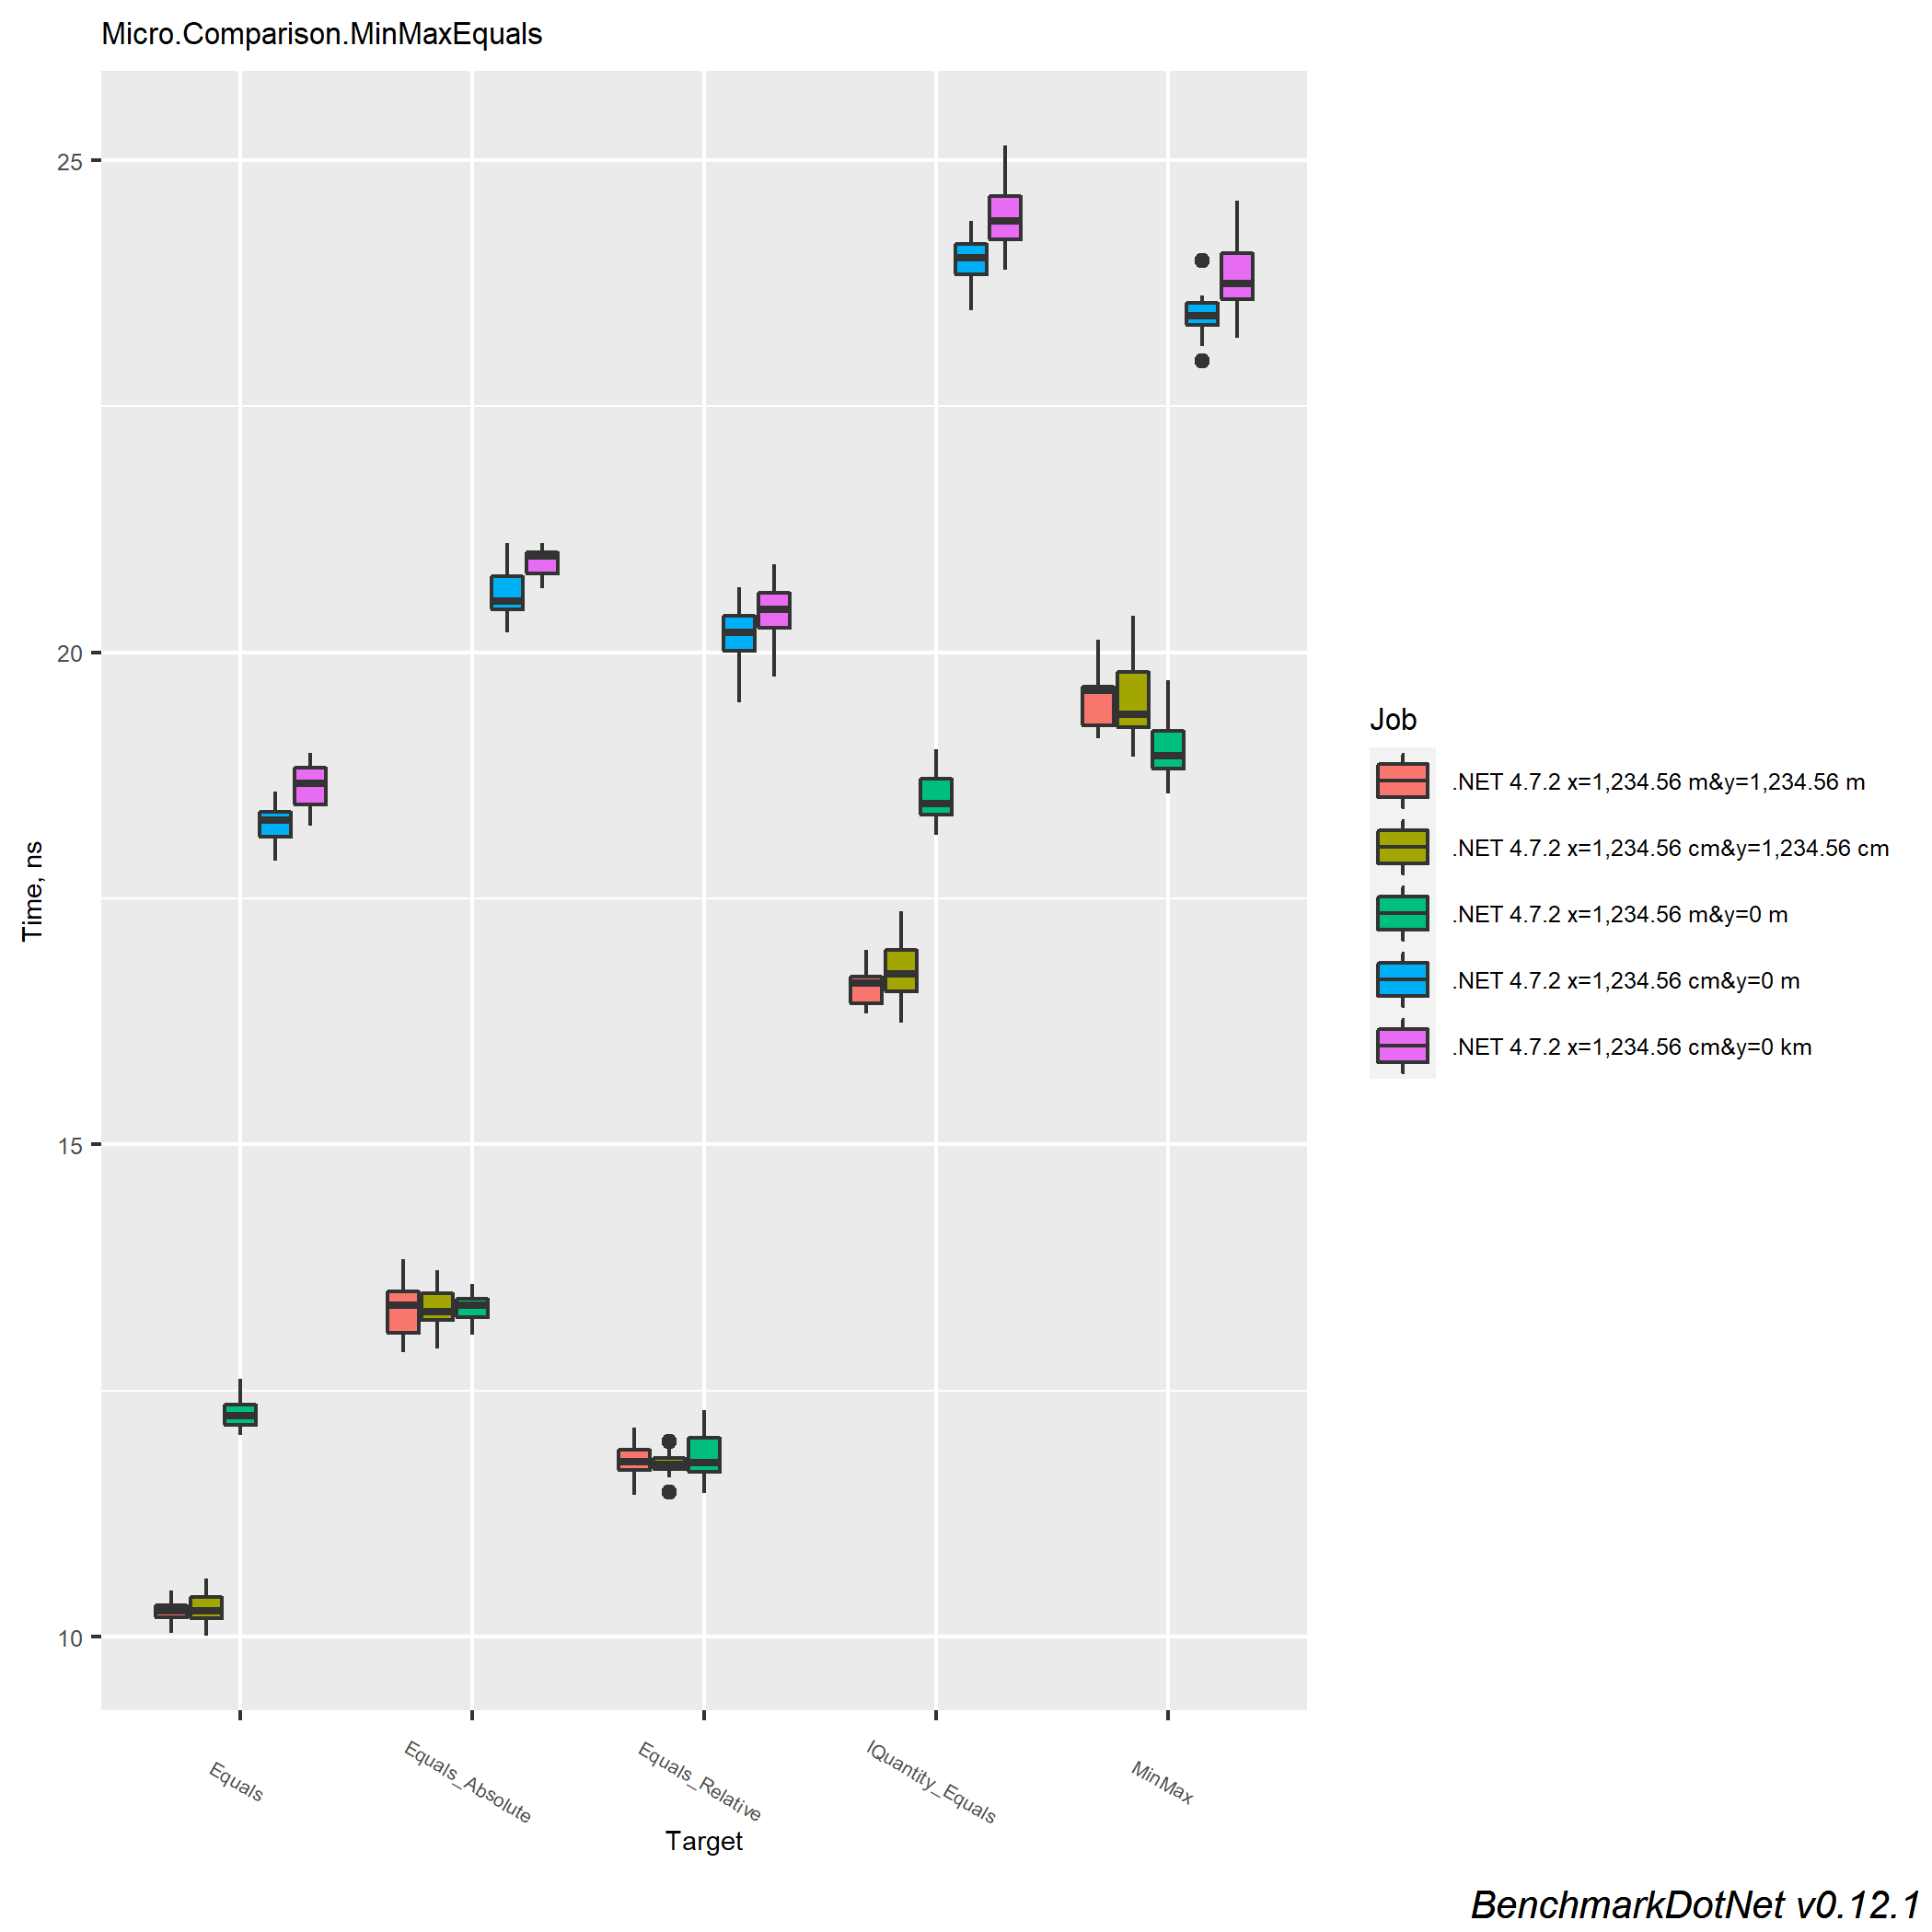 Micro.Comparison.MinMaxEquals
25
20
15
10
Time, ns
Equals
Equals_Absolute
Equals_Relative
IQuantity_Equals
MinMax
Target
Job
.NET 4.7.2 x=1,234.56 m&y=1,234.56 m
.NET 4.7.2 x=1,234.56 cm&y=1,234.56 cm
.NET 4.7.2 x=1,234.56 m&y=0 m
.NET 4.7.2 x=1,234.56 cm&y=0 m
.NET 4.7.2 x=1,234.56 cm&y=0 km
BenchmarkDotNet v0.12.1